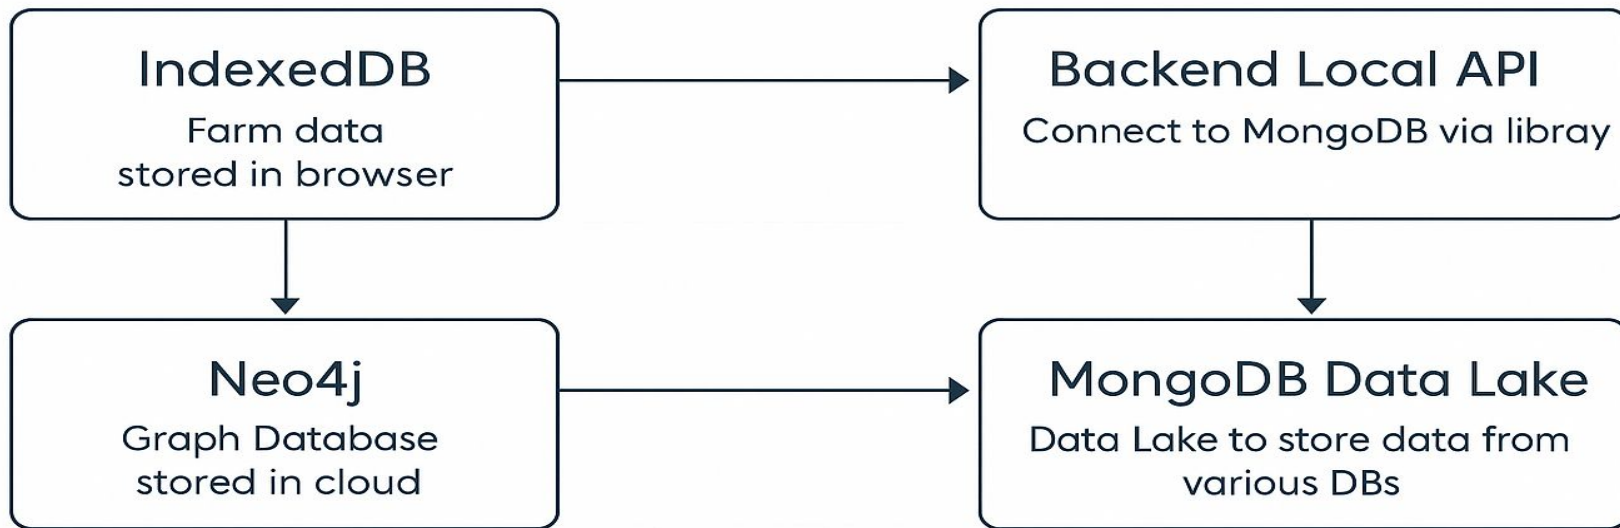 IndexedDB
Farm data
stored in browser
Backend Local API
Connect to MongoDB via libray
Neo4j
Graph Database
stored in cloud
MongoDB Data Lake
Data Lake to store data from
various DBs